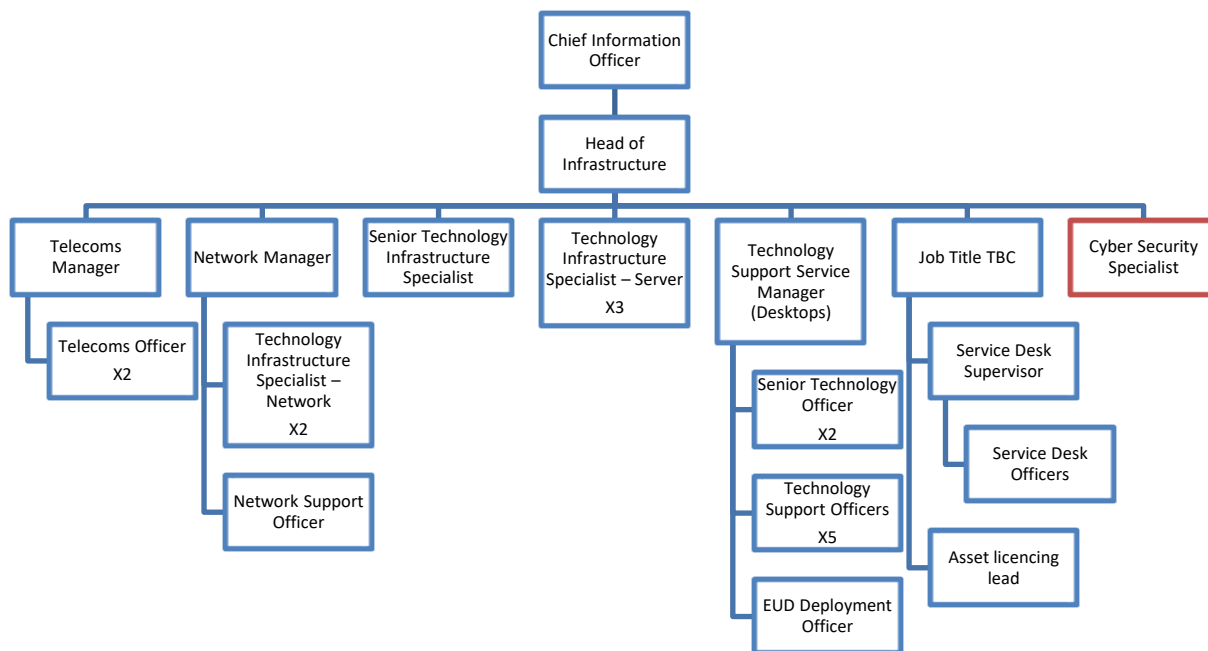 Chief Information
Officer
Head of
Infrastructure
Telecoms
Manager
Network Manager
Senior Technology
Infrastructure
Specialist
Technology
Infrastructure
Specialist – Server
X3
Technology
Support Service
Manager
(Desktops)
Job Title TBC
Cyber Security
Specialist
Telecoms Officer
X2
Technology
Infrastructure
Specialist –
Network
X2
Network Support
Officer
Senior Technology
Officer
X2
Technology
Support Officers
X5
EUD Deployment
Officer
Service Desk
Supervisor
Service Desk
Officers
Asset licencing
lead